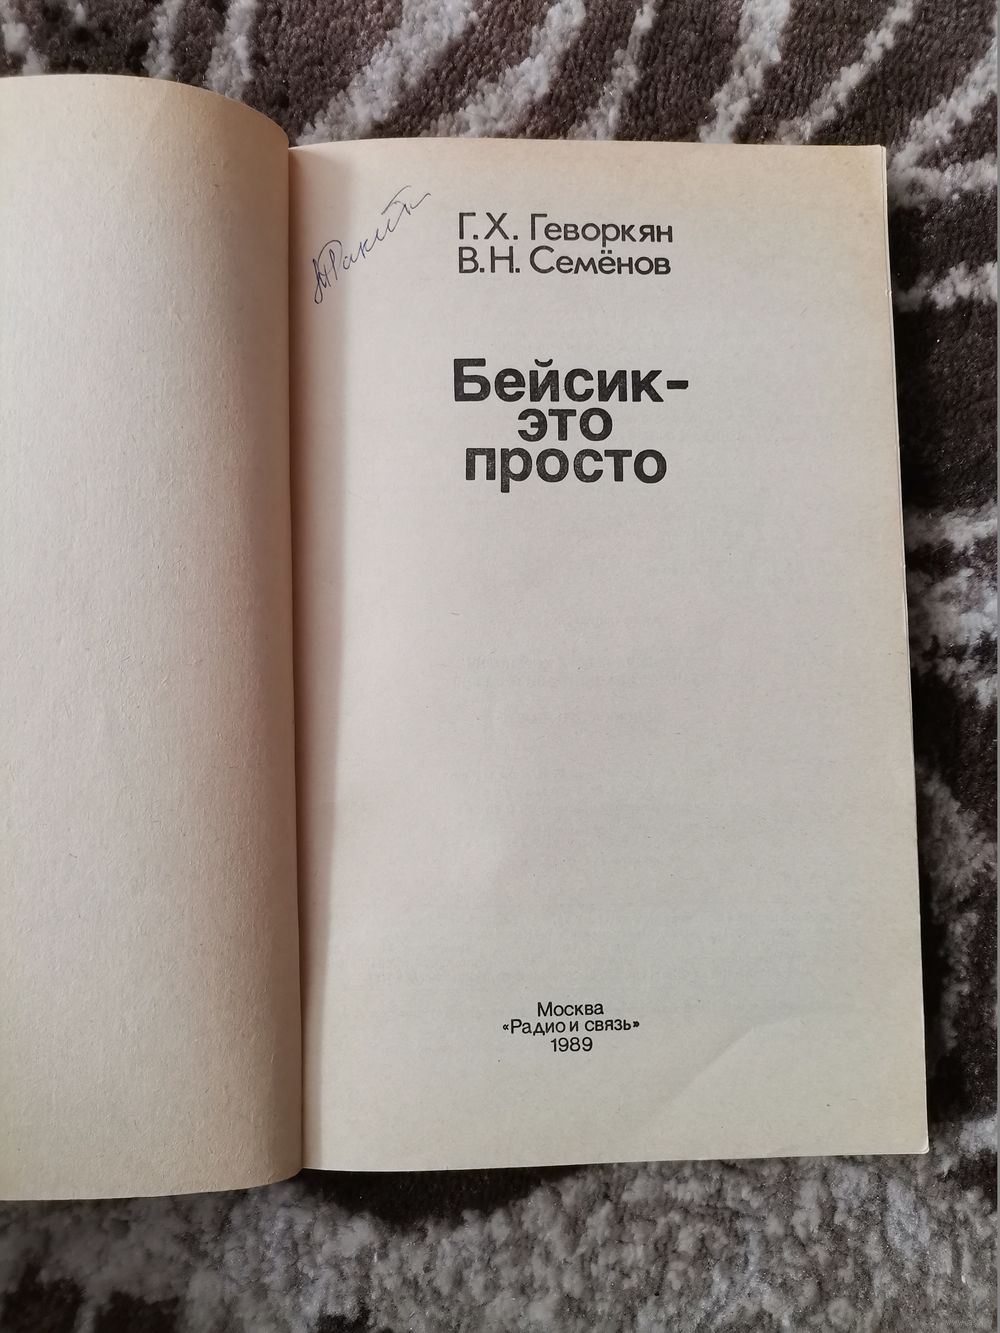 Г.Х. Геворкян
В.Н. Семёнов
Бейсик-
это
просто
Москва
«Радио и связь»
1989